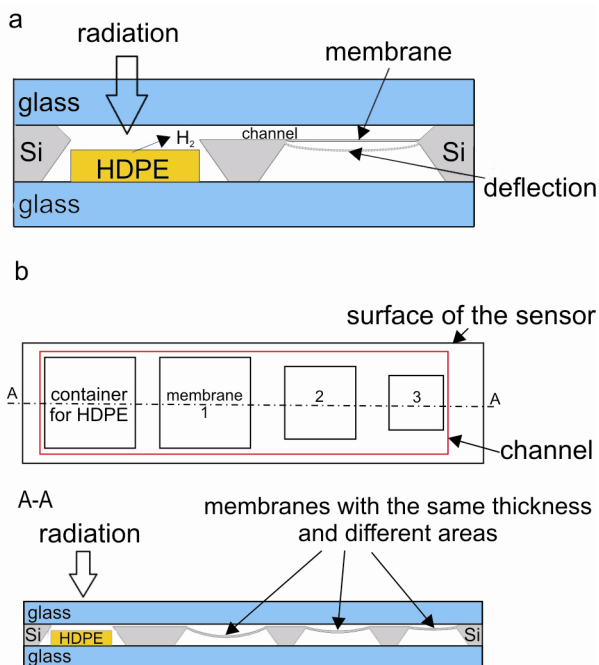 a
radiation
membrane
glass
H₂
channel
Si
HDPE
Si
deflection
glass
b
surface of the sensor
A
container
for HDPE
membrane
1
2
3
A
channel
A-A
membranes with the same thickness
and different areas
radiation
glass
Si
HDPE
Si
glass